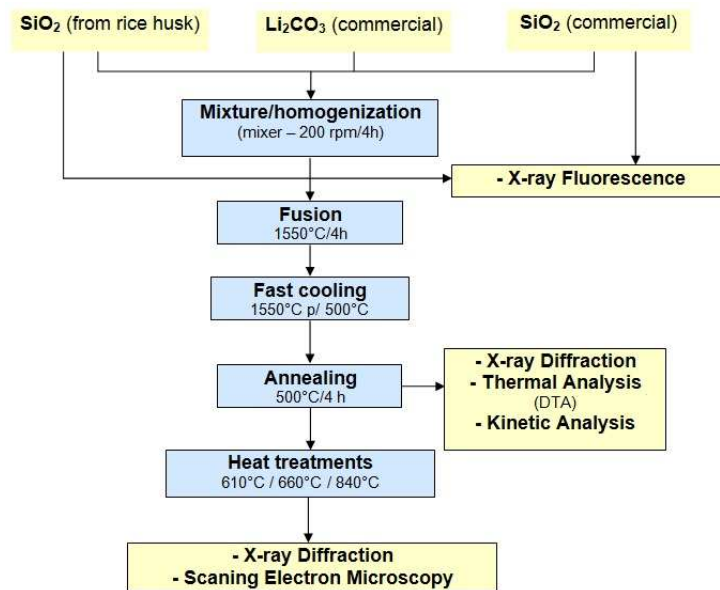 SiO₂ (from rice husk)
Li₂CO₃ (commercial)
SiO₂ (commercial)
Mixture/homogenization
(mixer – 200 rpm/4h)
- X-ray Fluorescence
Fusion
1550°C/4h
Fast cooling
1550°C p/ 500°C
Annealing
500°C/4 h
- X-ray Diffraction
- Thermal Analysis
(DTA)
- Kinetic Analysis
Heat treatments
610°C / 660°C / 840°C
- X-ray Diffraction
- Scaning Electron Microscopy